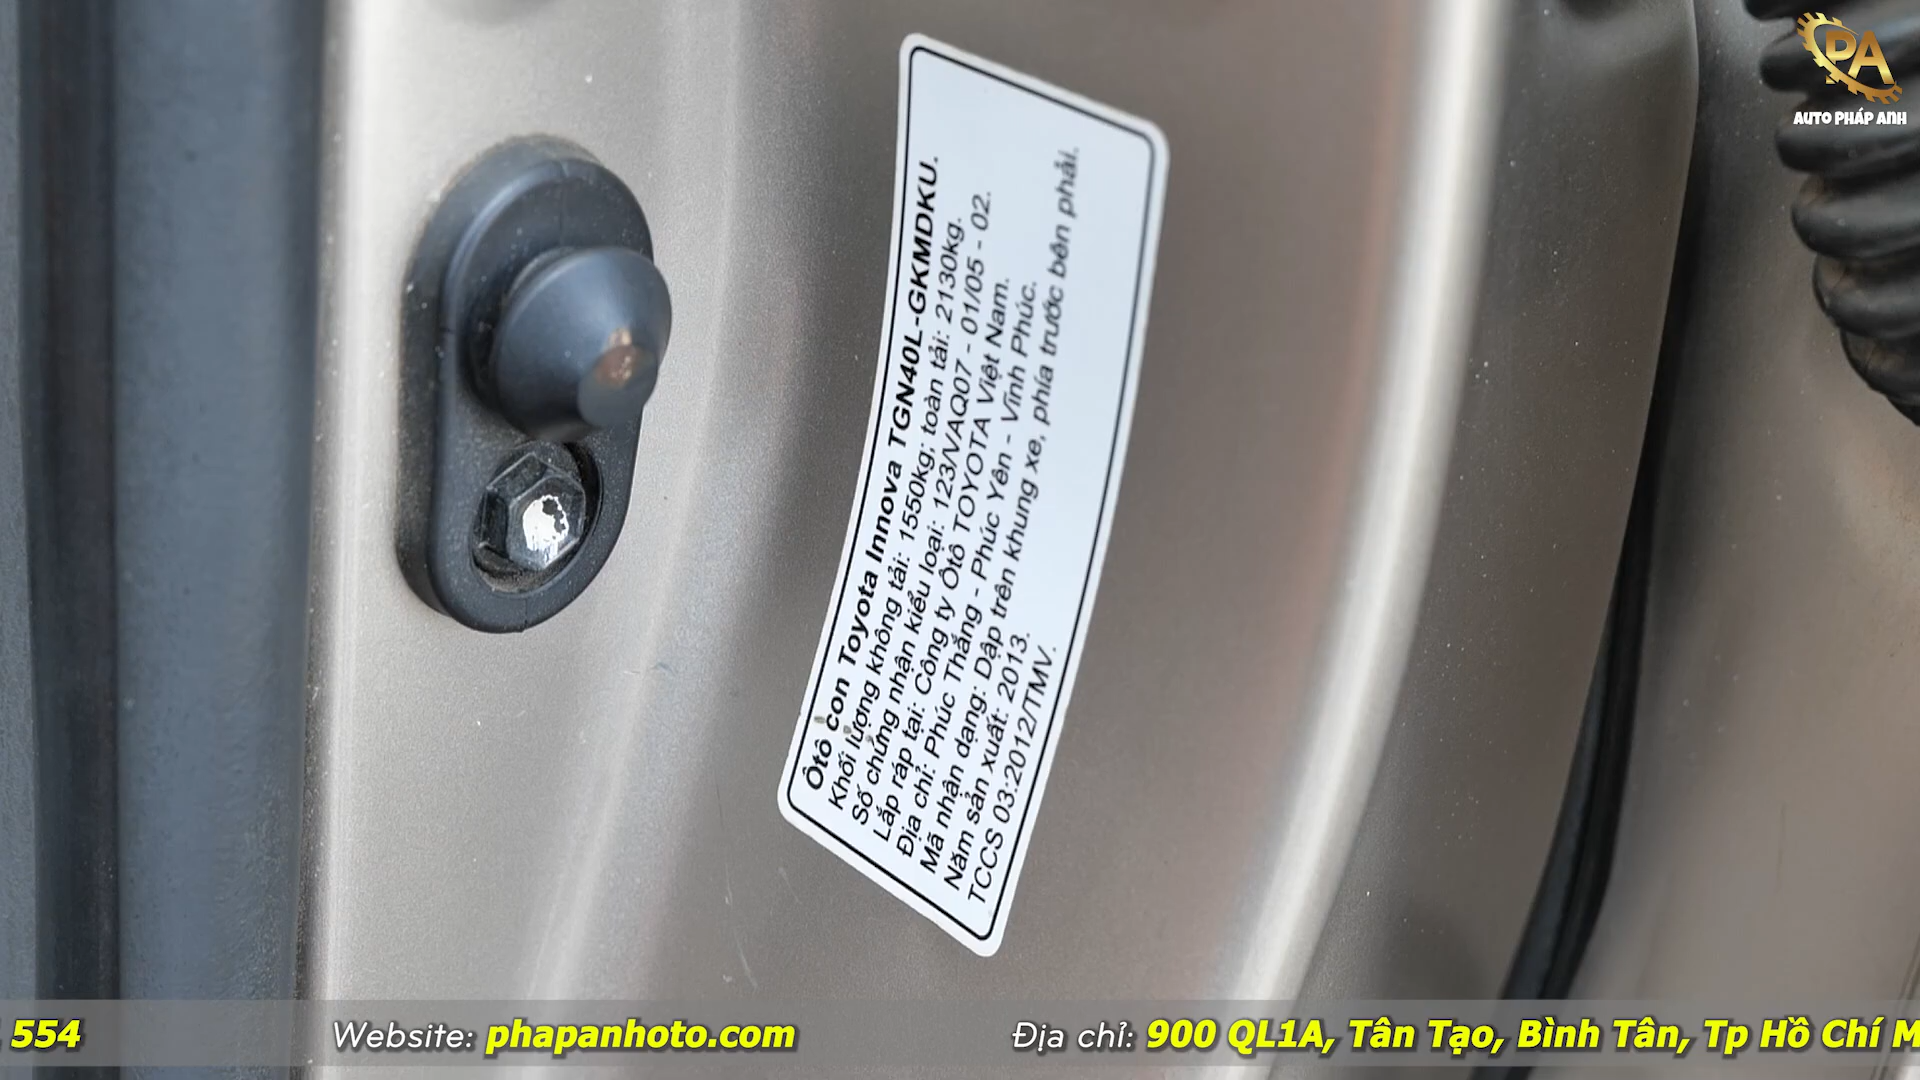 PA
AUTO PHÁP ANH
Ôtô con Toyota Innova TGN40L-GKMDKU.
Khối lượng không tải: 1550kg; toàn tải: 2130kg.
Số chứng nhận kiểu loại: 123/VAQ07 - 01/05 - 02.
Lắp ráp tại: Công ty Ôtô TOYOTA Việt Nam.
Địa chỉ: Phúc Thắng - Phúc Yên - Vĩnh Phúc.
Mã nhận dạng: Dập trên khung xe, phía trước bên phải.
Năm sản xuất: 2013.
TCCS 03:2012/TMV.
554 Website: phapanhoto.com Địa chỉ: 900 QL1A, Tân Tạo, Bình Tân, Tp Hồ Chí M